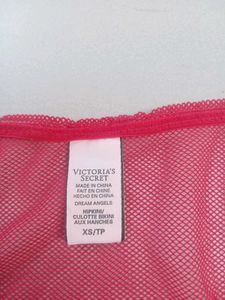 VICTORIA'S
SECRET
MADE IN CHINA
FAIT EN CHINE
HECHO EN CHINA
DREAM ANGELS
HIPKINI/
CULOTTE BIKINI
AUX HANCHES
XS/TP